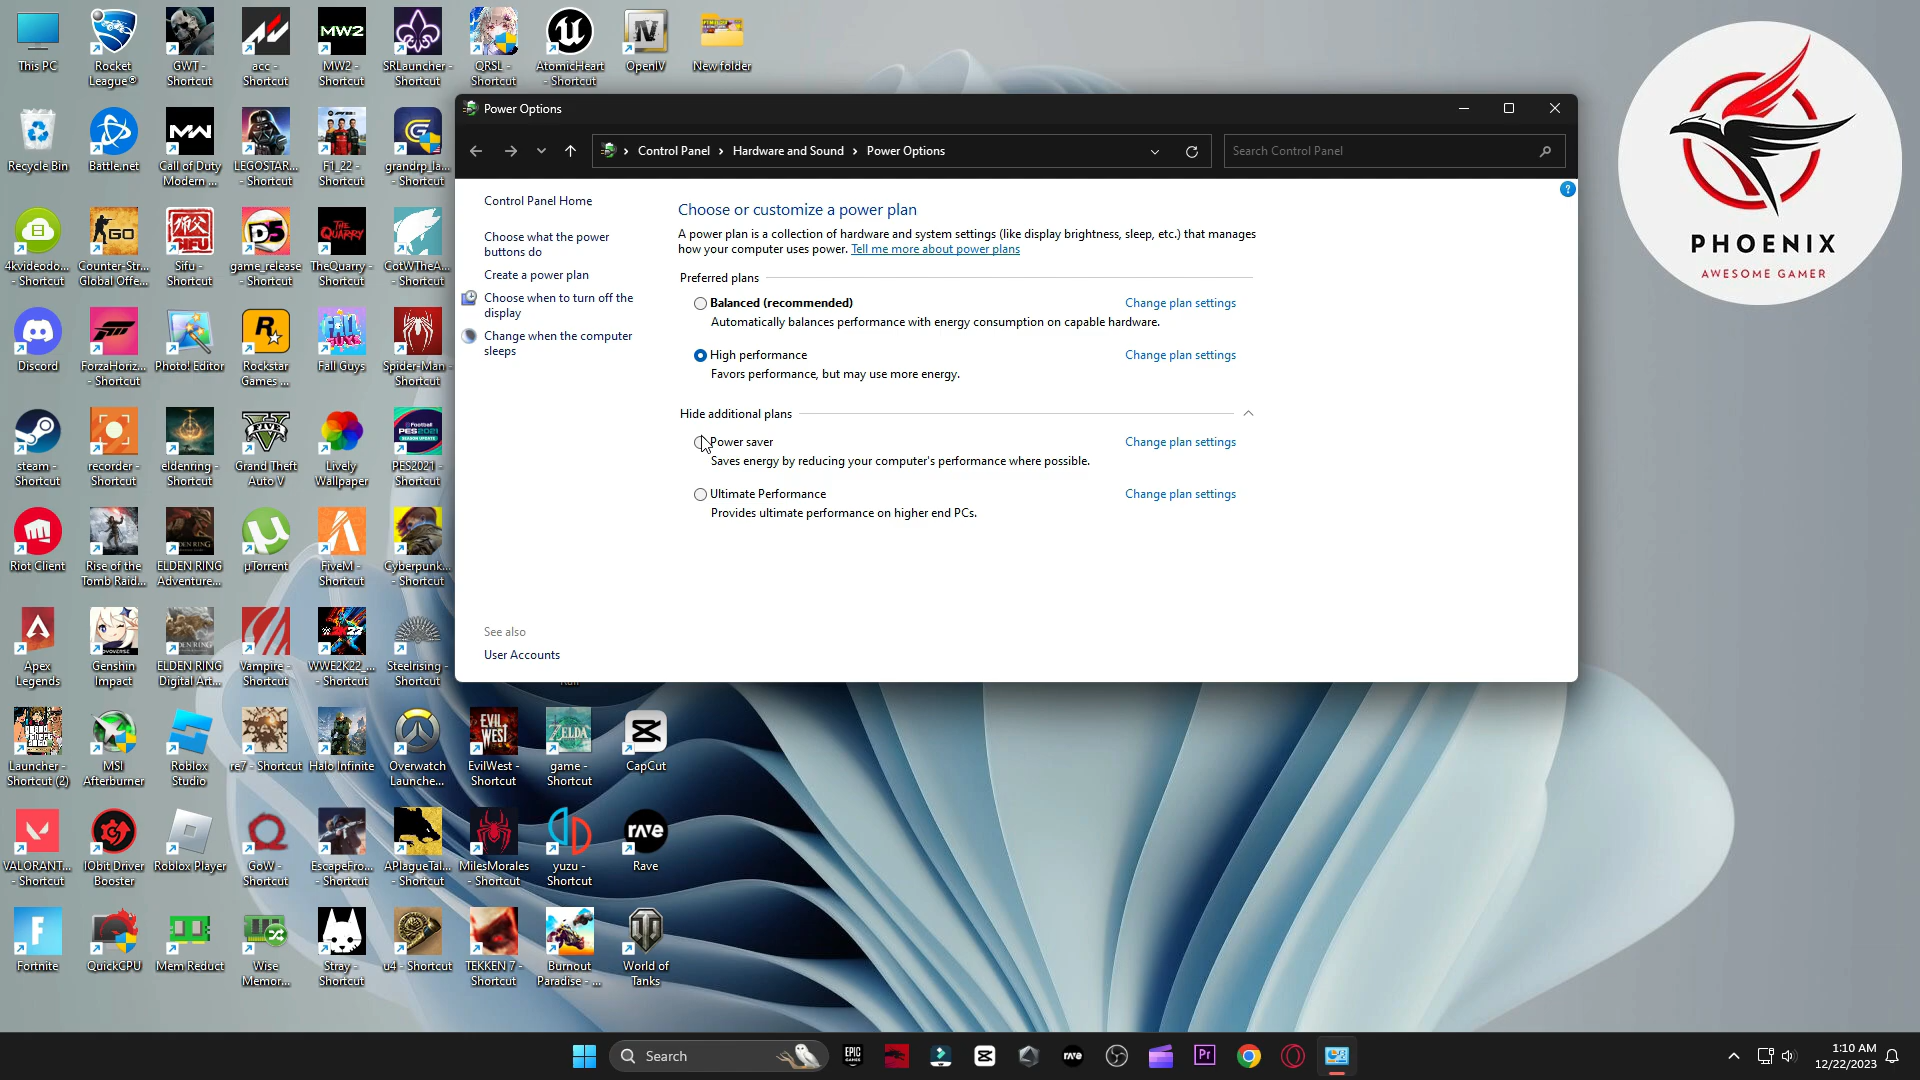 This PC
Rocket League®
GWT - Shortcut
acc - Shortcut
MW2
MW2 - Shortcut
SRLauncher - Shortcut
QRSL - Shortcut
AtomicHeart - Shortcut
OpenIV
New folder
Recycle Bin
Battle.net
Call of Duty Modern ...
LEGOSTAR... - Shortcut
F1_22 - Shortcut
grandrp_la... - Shortcut
4kvideodo... - Shortcut
Counter-Str... Global Offe...
Sifu - Shortcut
game_release - Shortcut
TheQuarry - Shortcut
CotWTheA... - Shortcut
Discord
ForzaHoriz... - Shortcut
Photo! Editor
Rockstar Games ...
Fall Guys
Spider-Man - Shortcut
steam - Shortcut
recorder - Shortcut
eldenring - Shortcut
Grand Theft Auto V
Lively Wallpaper
PES2021 - Shortcut
Riot Client
Rise of the Tomb Raid...
ELDEN RING Adventure...
µTorrent
FiveM - Shortcut
Cyberpunk... - Shortcut
Apex Legends
Genshin Impact
ELDEN RING Digital Art...
Vampire - Shortcut
WWE2K22_... - Shortcut
Steelrising - Shortcut
Launcher - Shortcut (2)
MSI Afterburner
Roblox Studio
re7 - Shortcut
Halo Infinite
Overwatch Launche...
EvilWest - Shortcut
game - Shortcut
CapCut
VALORANT... - Shortcut
IObit Driver Booster
Roblox Player
GoW - Shortcut
EscapeFro... - Shortcut
APlagueTal... - Shortcut
MilesMorales - Shortcut
yuzu - Shortcut
Rave
Fortnite
QuickCPU
Mem Reduct
Wise Memor...
Stray - Shortcut
u4 - Shortcut
TEKKEN 7 - Shortcut
Burnout Paradise - ...
World of Tanks
Power Options
Control Panel > Hardware and Sound > Power Options
Search Control Panel
Control Panel Home
Choose what the power
buttons do
Create a power plan
Choose when to turn off the
display
Change when the computer
sleeps
See also
User Accounts
Choose or customize a power plan
A power plan is a collection of hardware and system settings (like display brightness, sleep, etc.) that manages
how your computer uses power. Tell me more about power plans
Preferred plans
Balanced (recommended) Change plan settings
Automatically balances performance with energy consumption on capable hardware.
High performance Change plan settings
Favors performance, but may use more energy.
Hide additional plans
Power saver Change plan settings
Saves energy by reducing your computer's performance where possible.
Ultimate Performance Change plan settings
Provides ultimate performance on higher end PCs.
PHOENIX
AWESOME GAMER
Search
1:10 AM
12/22/2023